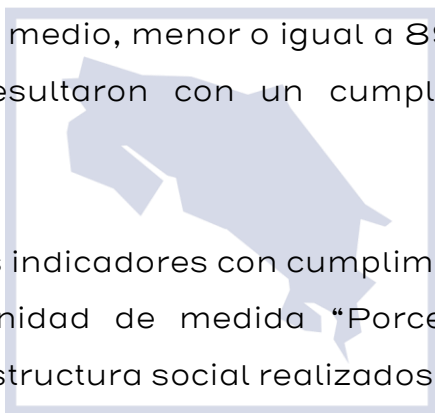 medio, menor o igual a 8
esultaron con un cumpl
indicadores con cumplim
nidad de medida “Porce
structura social realizados